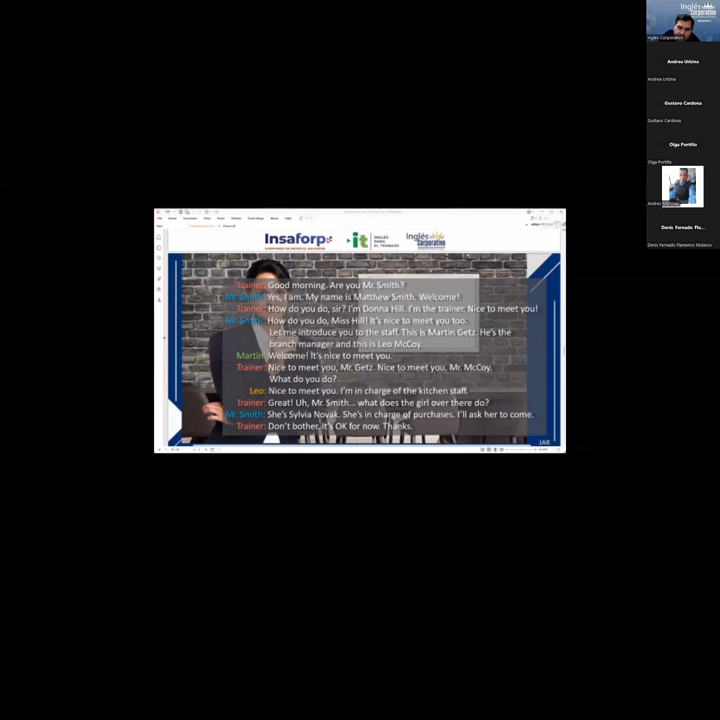 Inglés
Corporativo
Ingles Corporativo
Andrea Urbina
Andrea Urbina
Gustavo Cardona
Gustavo Cardona
Olga Portillo
Olga Portillo
Andres Martinez
Denis Fernado Fla...
Denis Fernado Flamenco Nolasco
Insaforp
it INGLÉS PARA EL TRABAJO
Inglés Corporativo
Trainer: Good morning. Are you Mr. Smith?
Mr. Smith: Yes, I am. My name is Matthew Smith. Welcome!
Trainer: How do you do, sir? I'm Donna Hill. I'm the trainer. Nice to meet you!
Mr. Smith: How do you do, Miss Hill! It's nice to meet you too.
Let me introduce you to the staff. This is Martin Getz. He's the
branch manager and this is Leo McCoy.
Martin: Welcome! It's nice to meet you.
Trainer: Nice to meet you, Mr. Getz. Nice to meet you, Mr. McCoy.
What do you do?
Leo: Nice to meet you. I'm in charge of the kitchen staff.
Trainer: Great! Uh, Mr. Smith... what does the girl over there do?
Mr. Smith: She's Sylvia Novak. She's in charge of purchases. I'll ask her to come.
Trainer: Don't bother. It's OK for now. Thanks.
JAR